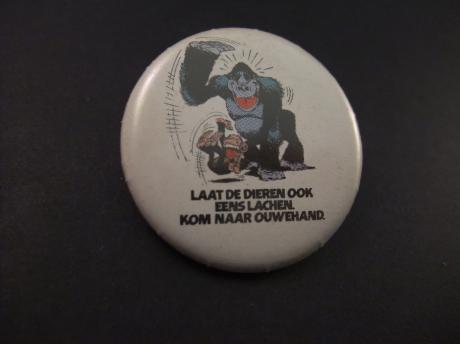 LAAT DE DIEREN OOK
EENS LACHEN.
KOM NAAR OUWEHAND.